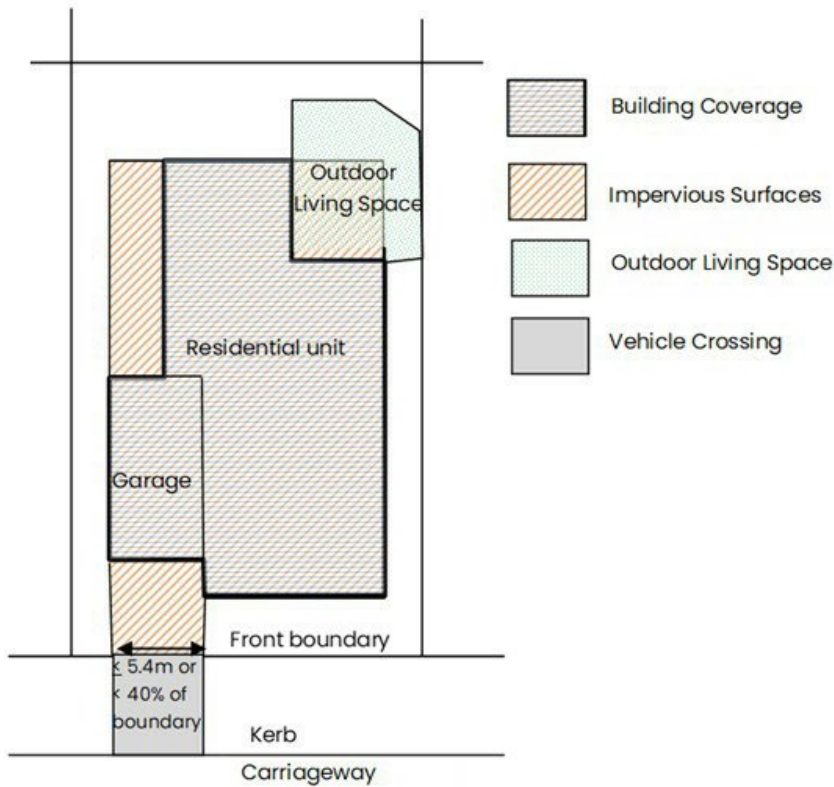 Building Coverage
Outdoor
Living Space
Impervious Surfaces
Outdoor Living Space
Vehicle Crossing
Residential unit
Garage
Front boundary
≤ 5.4m or
< 40% of
boundary
Kerb
Carriageway